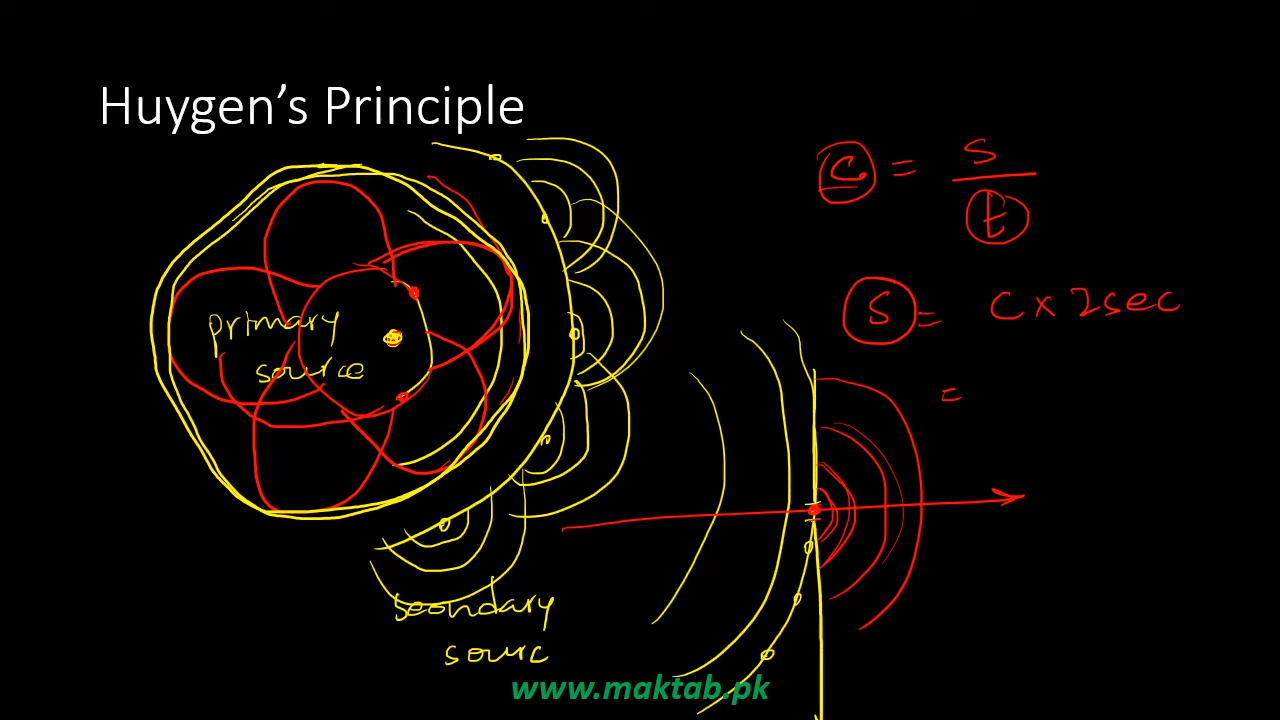 Huygen's Principle
c = s / t
s = c x 2sec
=
primary
source
secondary
sourc
www.maktab.pk